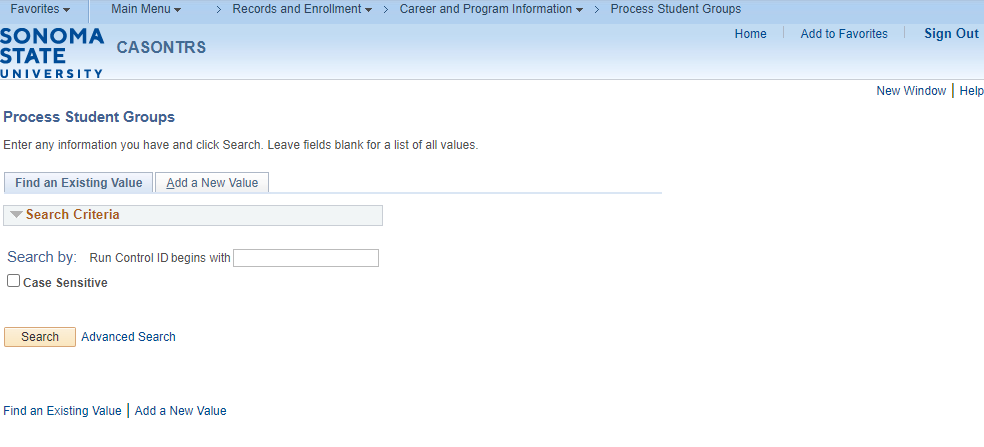 Favorites Main Menu > Records and Enrollment > Career and Program Information > Process Student Groups
SONOMA
STATE
UNIVERSITY
CASONTRS
Home Add to Favorites Sign Out
New Window | Help
Process Student Groups
Enter any information you have and click Search. Leave fields blank for a list of all values.
Find an Existing Value Add a New Value
Search Criteria
Search by: Run Control ID begins with
Case Sensitive
Search Advanced Search
Find an Existing Value | Add a New Value